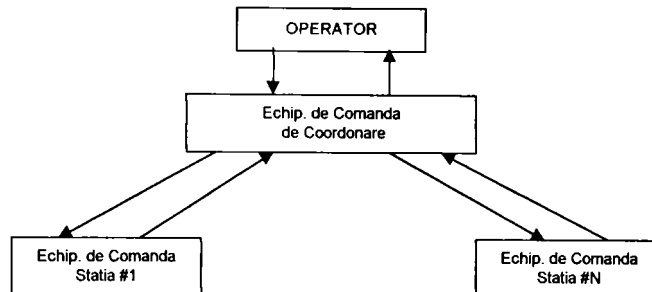 OPERATOR
Echip. de Comanda
de Coordonare
Echip. de Comanda
Statia #1
Echip. de Comanda
Statia #N